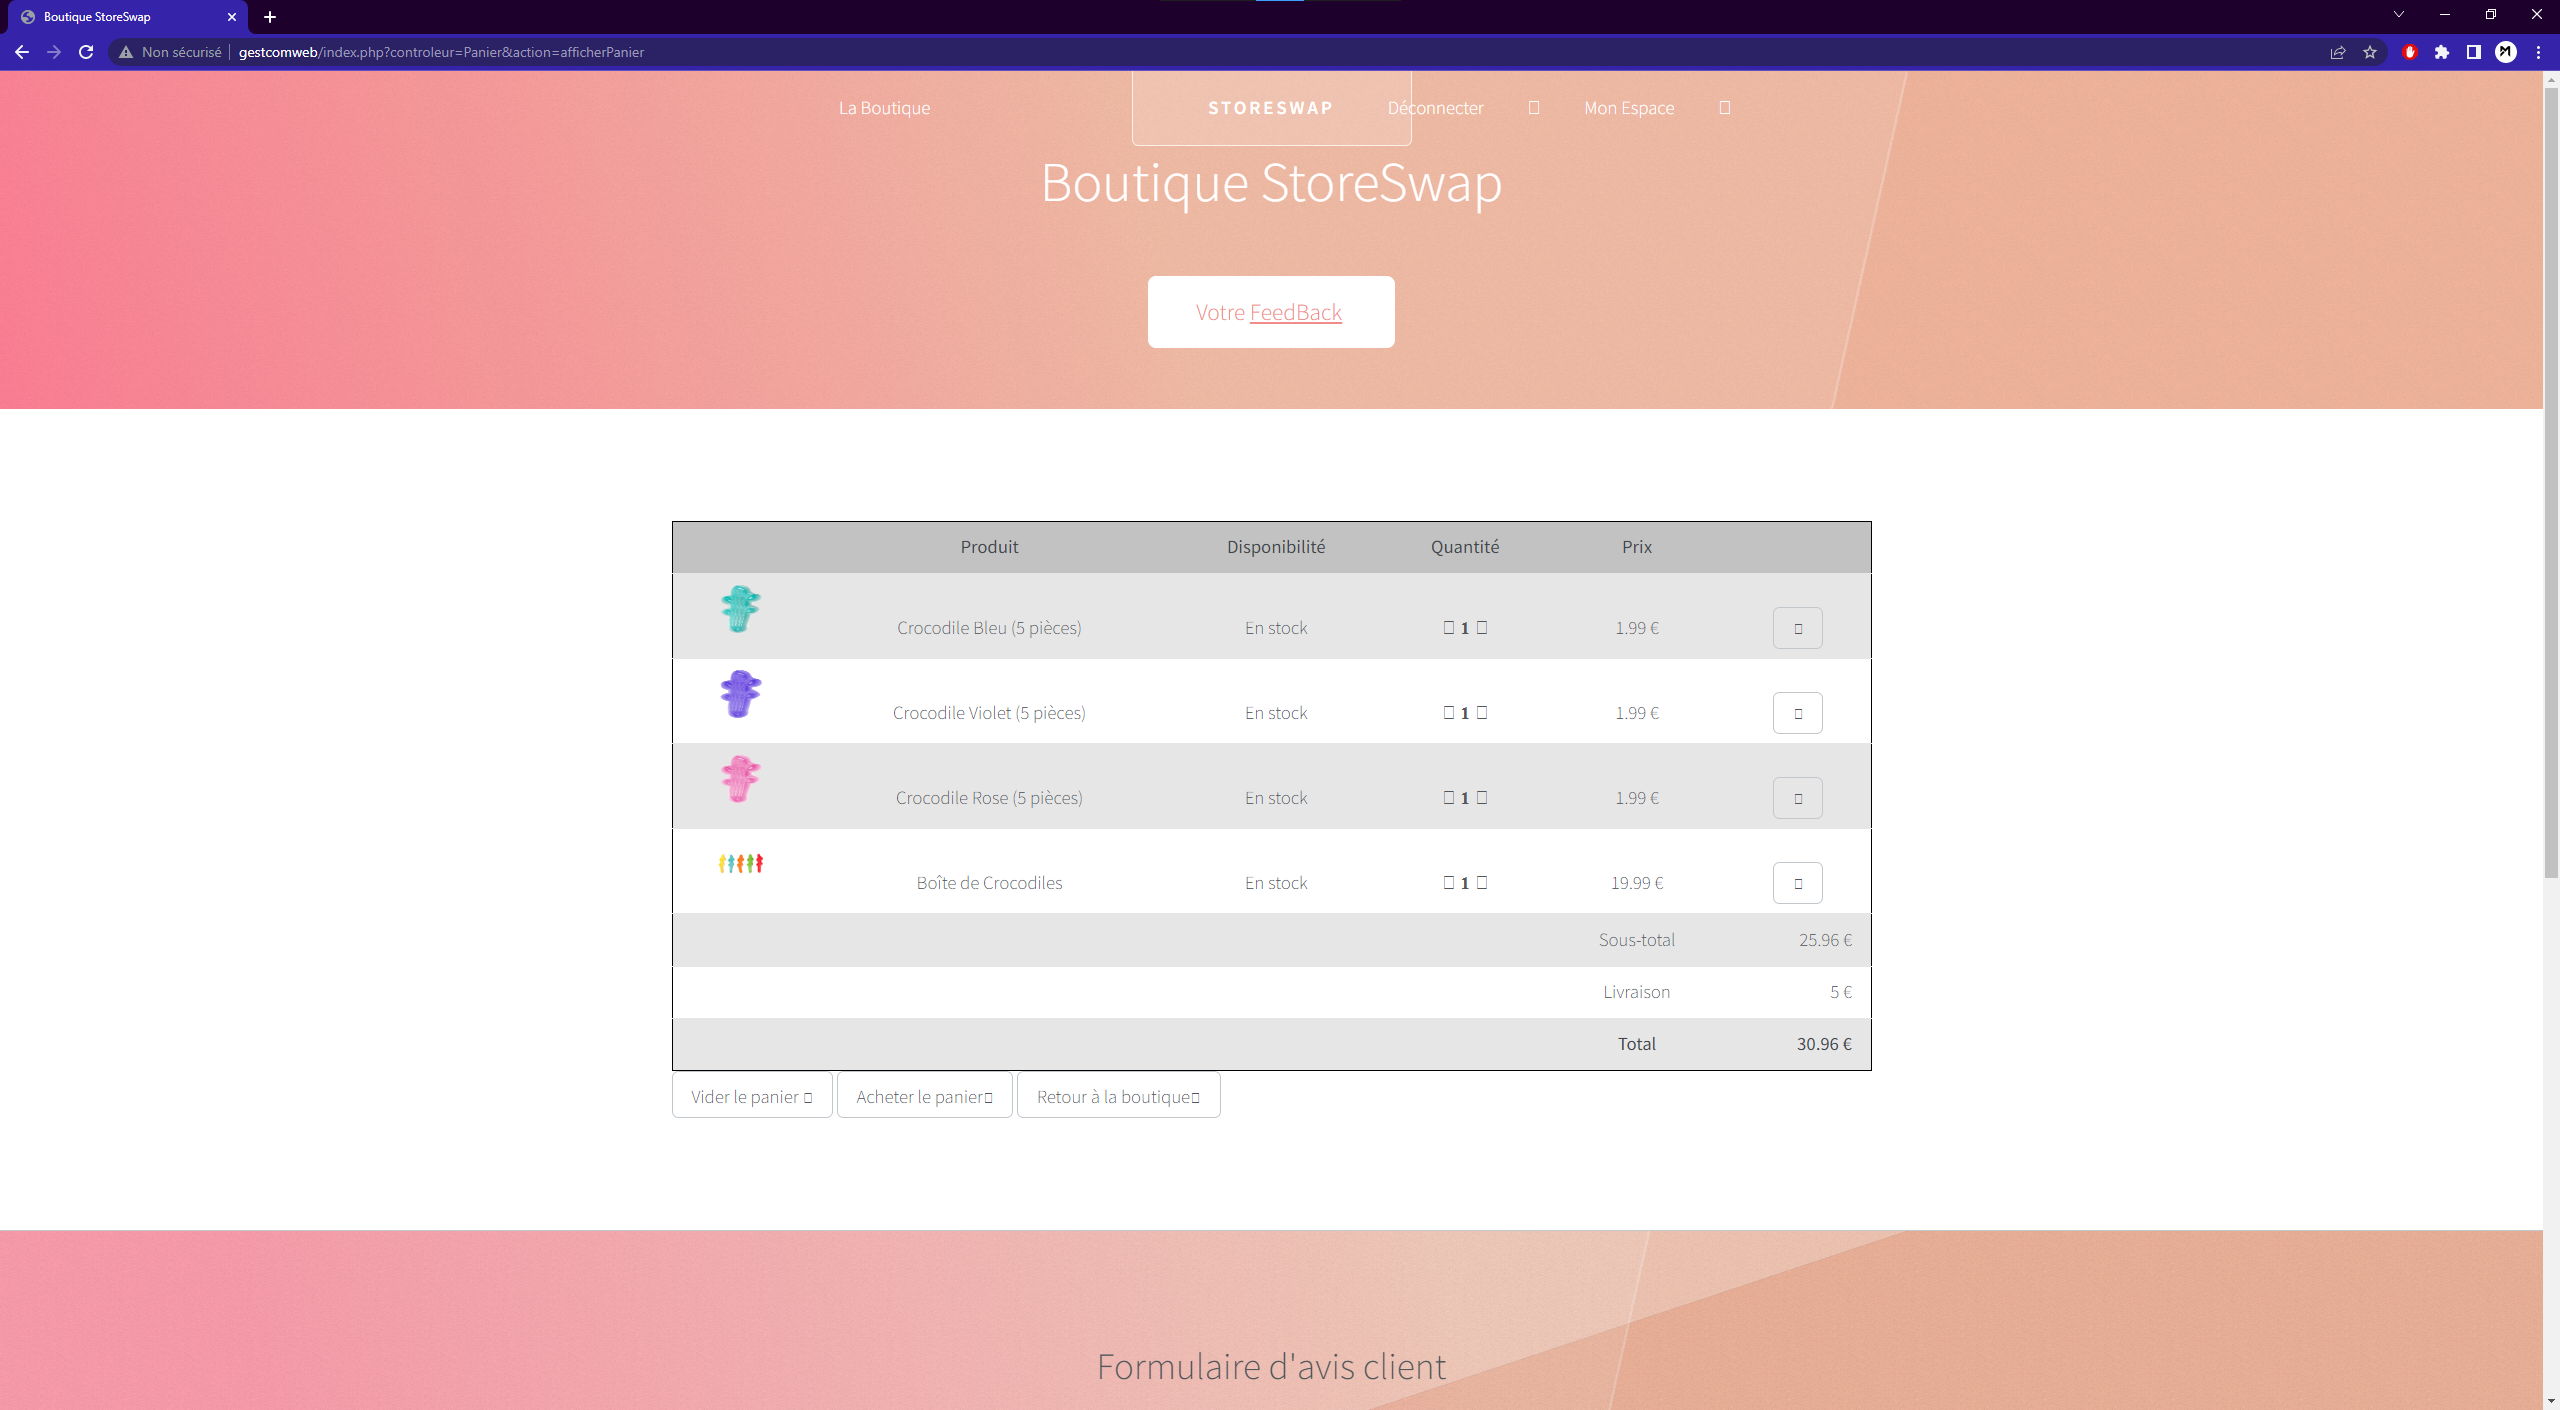 Boutique StoreSwap
Non sécurisé gestcomweb/index.php?controleur=Panier&action=afficherPanier
La Boutique STORESWAP Déconnecter Mon Espace
Boutique StoreSwap
Votre FeedBack
Produit Disponibilité Quantité Prix
Crocodile Bleu (5 pièces) En stock 1 1.99 €
Crocodile Violet (5 pièces) En stock 1 1.99 €
Crocodile Rose (5 pièces) En stock 1 1.99 €
Boîte de Crocodiles En stock 1 19.99 €
Sous-total 25.96 €
Livraison 5 €
Total 30.96 €
Vider le panier Acheter le panier Retour à la boutique
Formulaire d'avis client